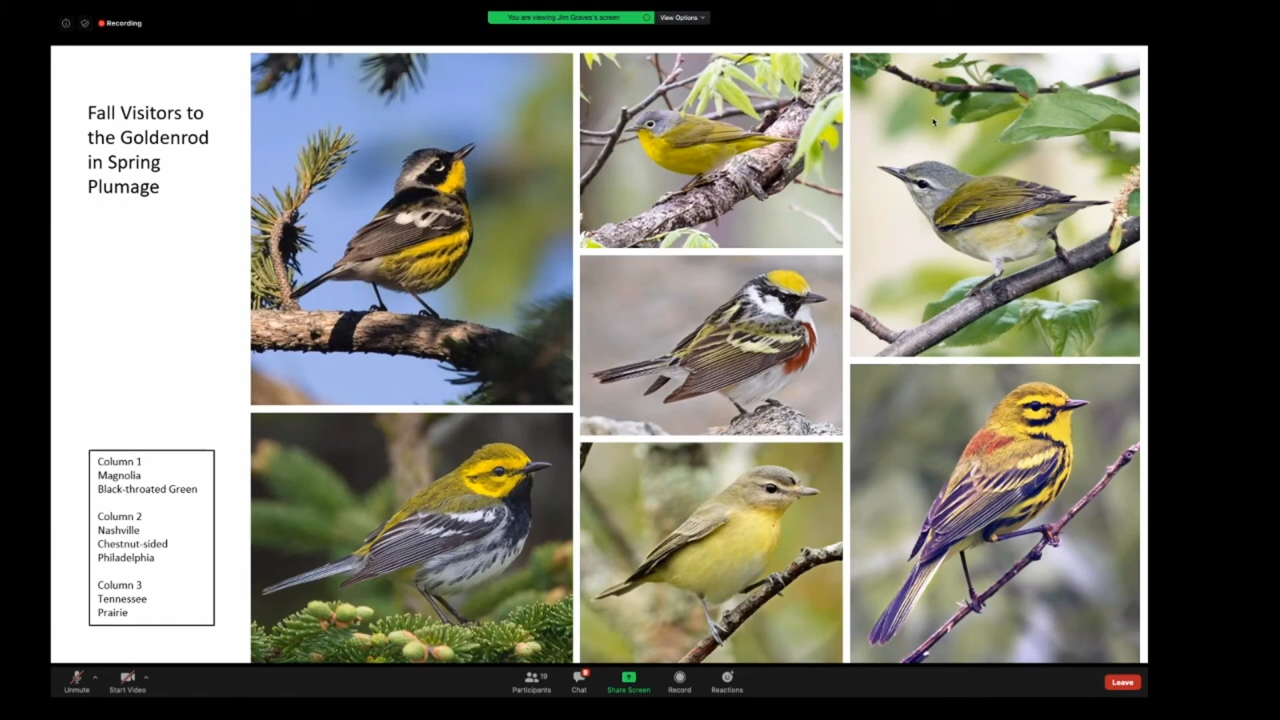 Recording
You are viewing Jim Graves's screen
View Options
Fall Visitors to
the Goldenrod
in Spring
Plumage
Column 1
Magnolia
Black-throated Green
Column 2
Nashville
Chestnut-sided
Philadelphia
Column 3
Tennessee
Prairie
Unmute
Start Video
Participants
19
Chat
Share Screen
Record
Reactions
Leave